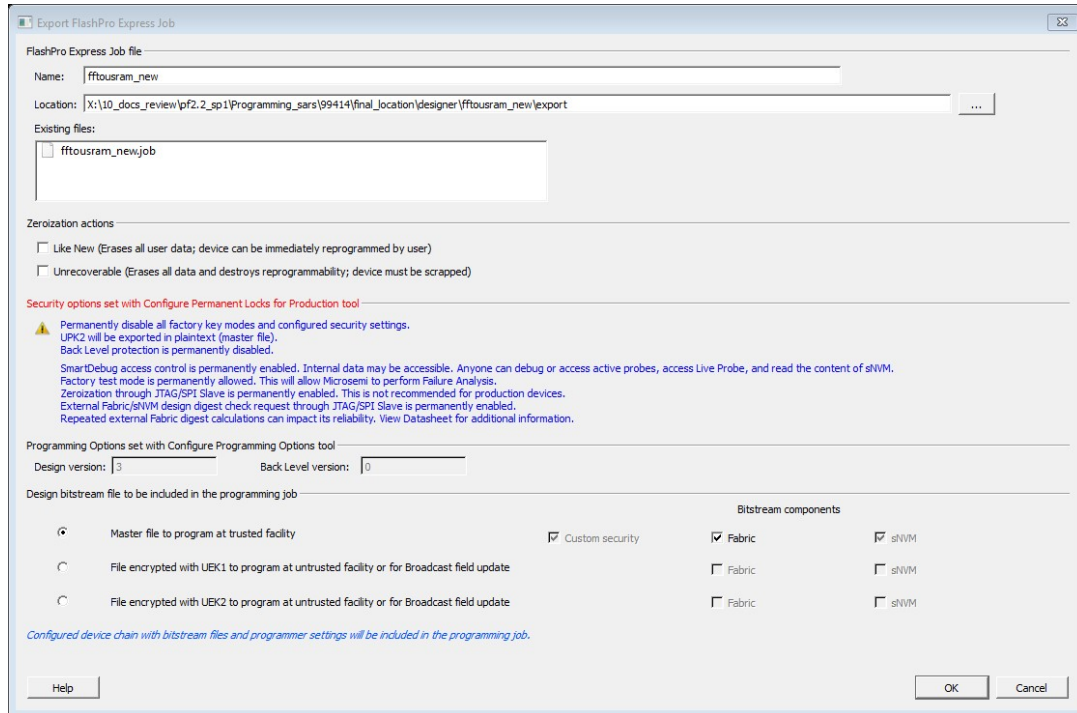 Export FlashPro Express Job
FlashPro Express Job file
Name: fftousram_new
Location: X:\10_docs_review\pf2.2_sp1\Programming_sars\99414\final_location\designer\fftousram_new\export ...
Existing files:
fftousram_new.job
Zeroization actions
Like New (Erases all user data; device can be immediately reprogrammed by user)
Unrecoverable (Erases all data and destroys reprogrammability; device must be scrapped)
Security options set with Configure Permanent Locks for Production tool
Permanently disable all factory key modes and configured security settings.
UPK2 will be exported in plaintext (master file).
Back Level protection is permanently disabled.
SmartDebug access control is permanently enabled. Internal data may be accessible. Anyone can debug or access active probes, access Live Probe, and read the content of sNVM.
Factory test mode is permanently allowed. This will allow Microsemi to perform Failure Analysis.
Zeroization through JTAG/SPI Slave is permanently enabled. This is not recommended for production devices.
External Fabric/sNVM design digest check request through JTAG/SPI Slave is permanently enabled.
Repeated external Fabric digest calculations can impact its reliability. View Datasheet for additional information.
Programming Options set with Configure Programming Options tool
Design version: 3 Back Level version: 0
Design bitstream file to be included in the programming job
Bitstream components
Master file to program at trusted facility Custom security Fabric sNVM
File encrypted with UEK1 to program at untrusted facility or for Broadcast field update Fabric sNVM
File encrypted with UEK2 to program at untrusted facility or for Broadcast field update Fabric sNVM
Configured device chain with bitstream files and programmer settings will be included in the programming job.
Help OK Cancel